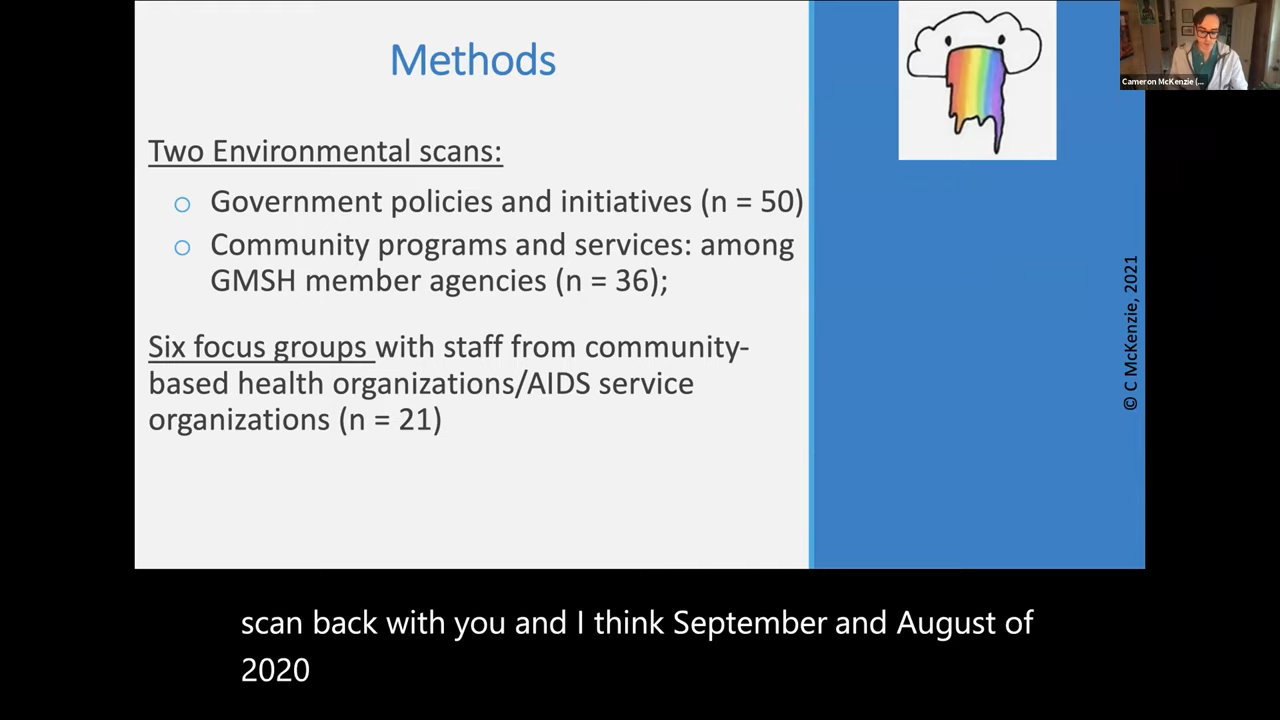 Methods
Two Environmental scans:
○ Government policies and initiatives (n = 50)
○ Community programs and services: among
GMSH member agencies (n = 36);
Six focus groups with staff from community-
based health organizations/AIDS service
organizations (n = 21)
© C McKenzie, 2021
Cameron McKenzie (...
scan back with you and I think September and August of
2020